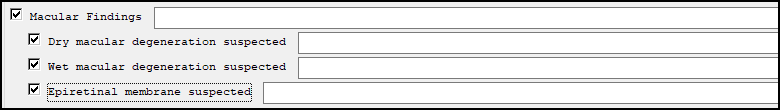 Macular Findings
Dry macular degeneration suspected
Wet macular degeneration suspected
Epiretinal membrane suspected